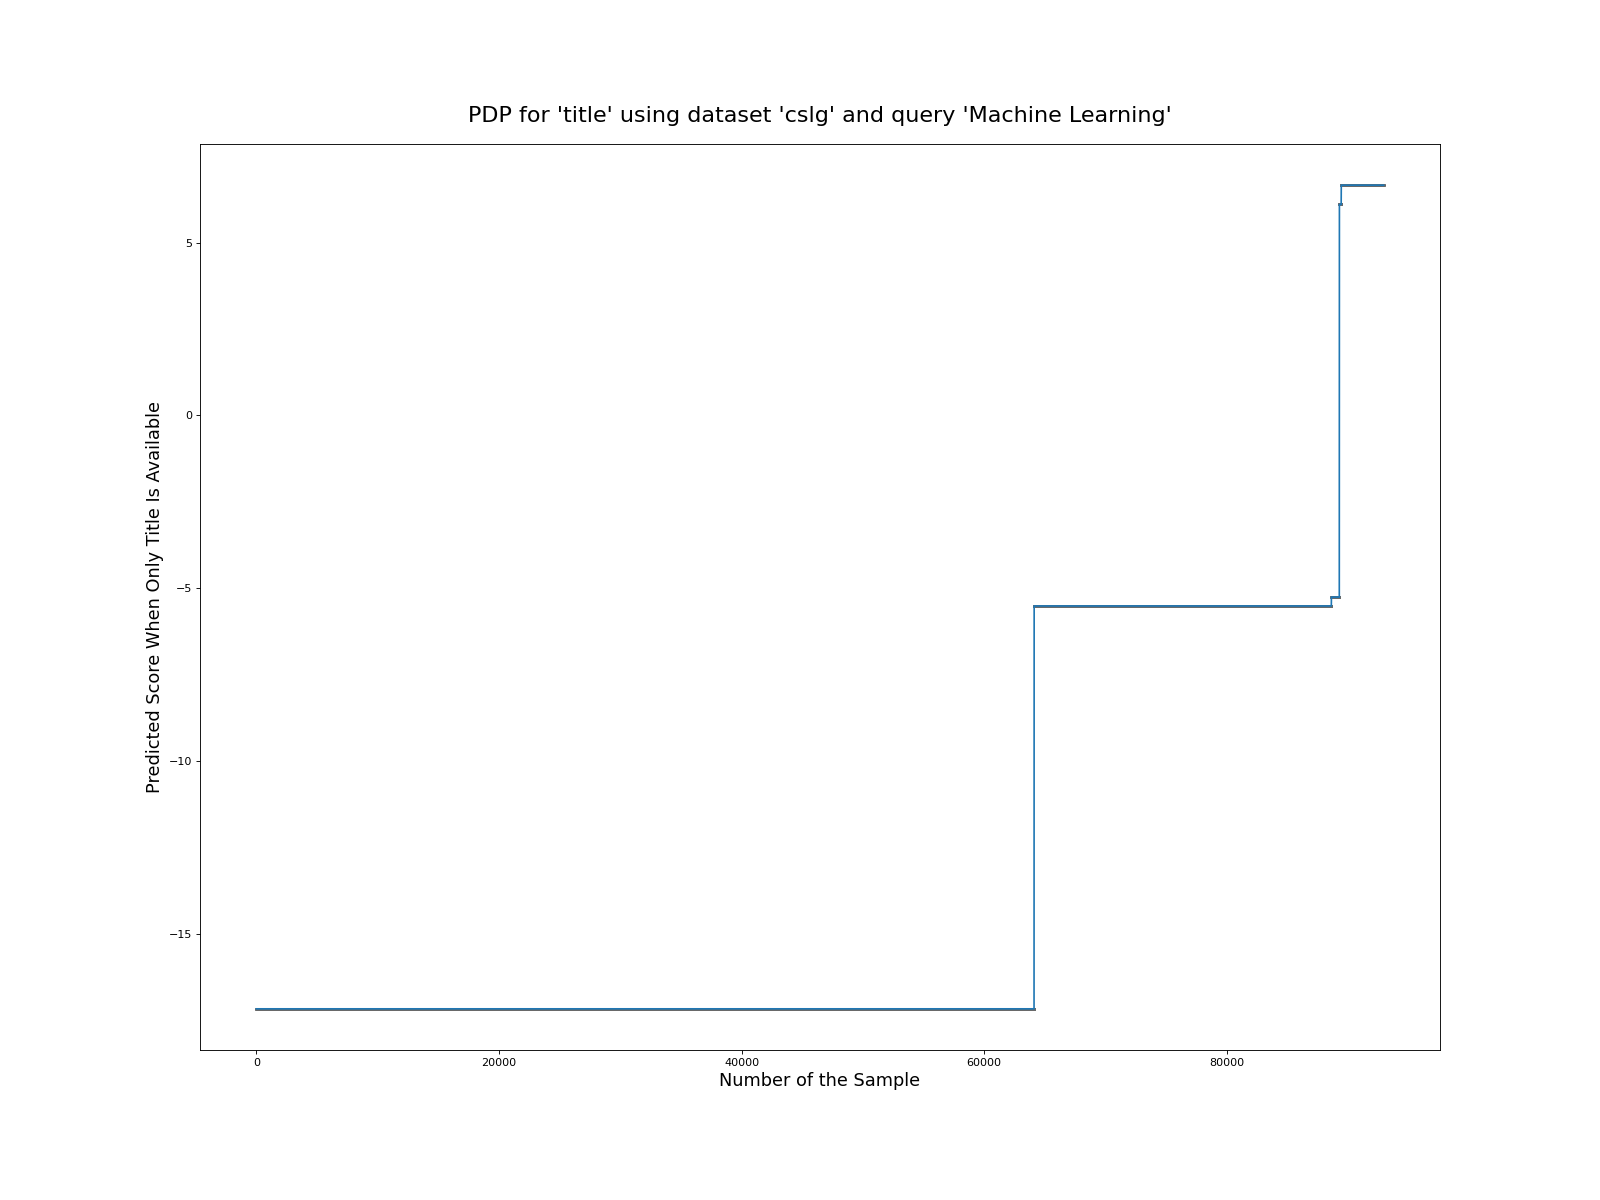 PDP for 'title' using dataset 'cslg' and query 'Machine Learning'
Predicted Score When Only Title Is Available
5
0
−5
−10
−15
0 20000 40000 60000 80000
Number of the Sample